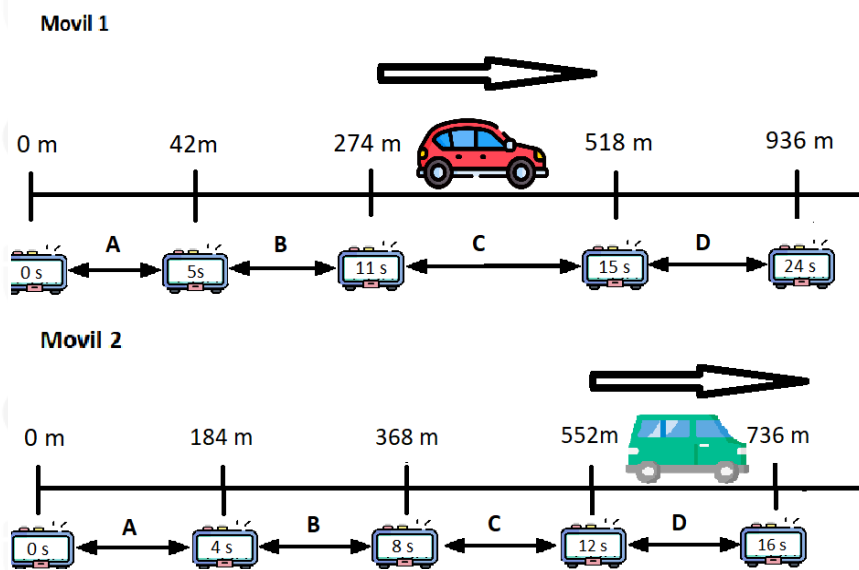 Movil 1
0 m 42m 274 m 518 m 936 m
A B C D
0 s 5s 11 s 15 s 24 s
Movil 2
0 m 184 m 368 m 552m 736 m
A B C D
0 s 4 s 8 s 12 s 16 s